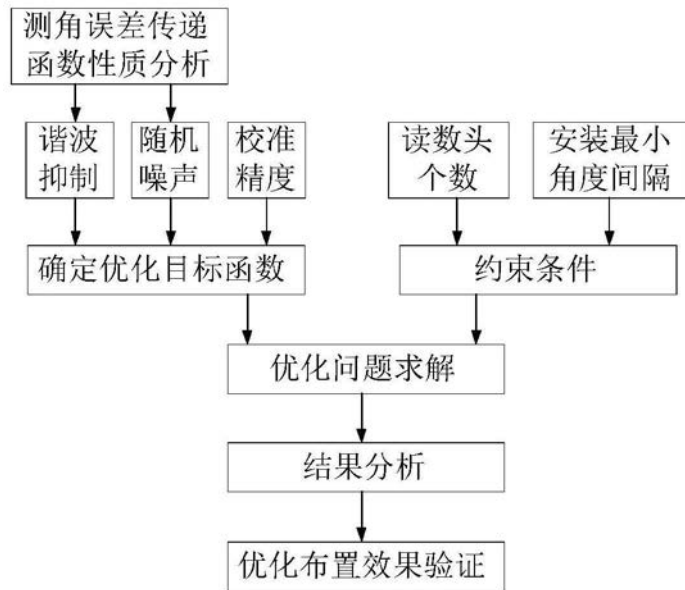 测角误差传递
函数性质分析
谐波
抑制
随机
噪声
校准
精度
读数头
个数
安装最小
角度间隔
确定优化目标函数
约束条件
优化问题求解
结果分析
优化布置效果验证